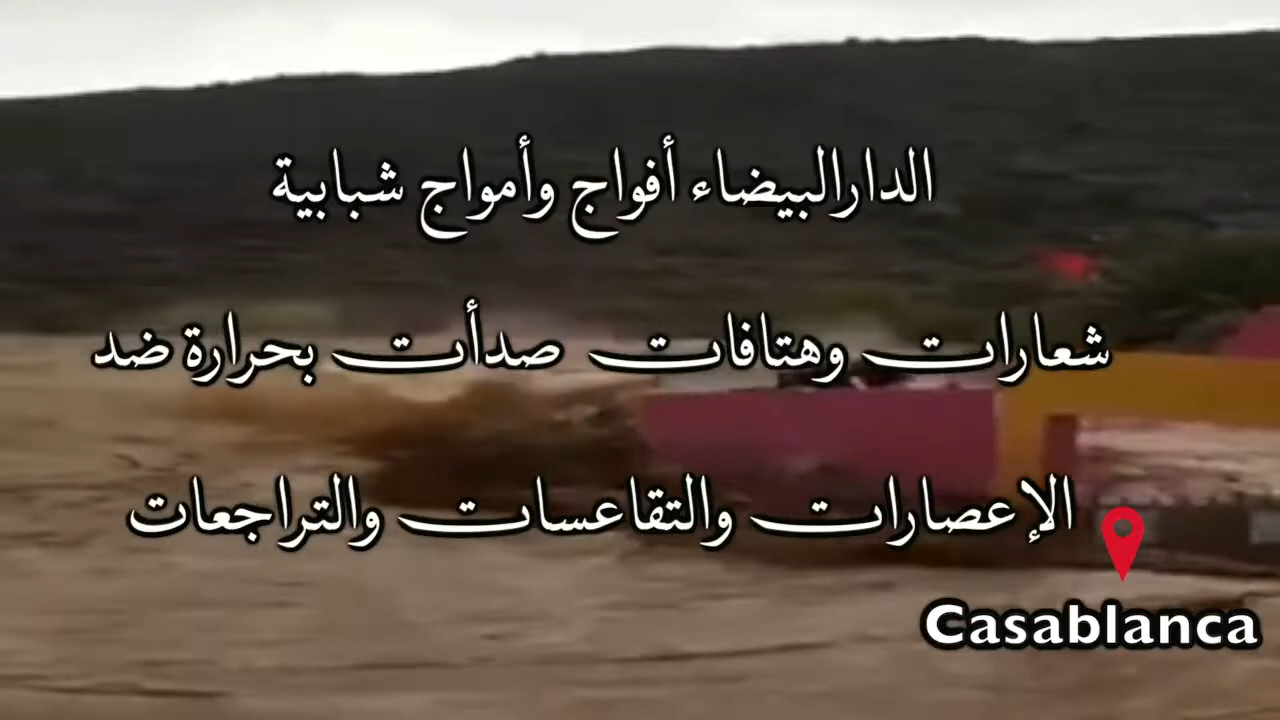 الدارالبيضاء أفواج وأمواج شبابية
شعارات وهتافات صدأت بحرارة ضد
الإعصارات والتقاعسات والتراجعات
Casablanca